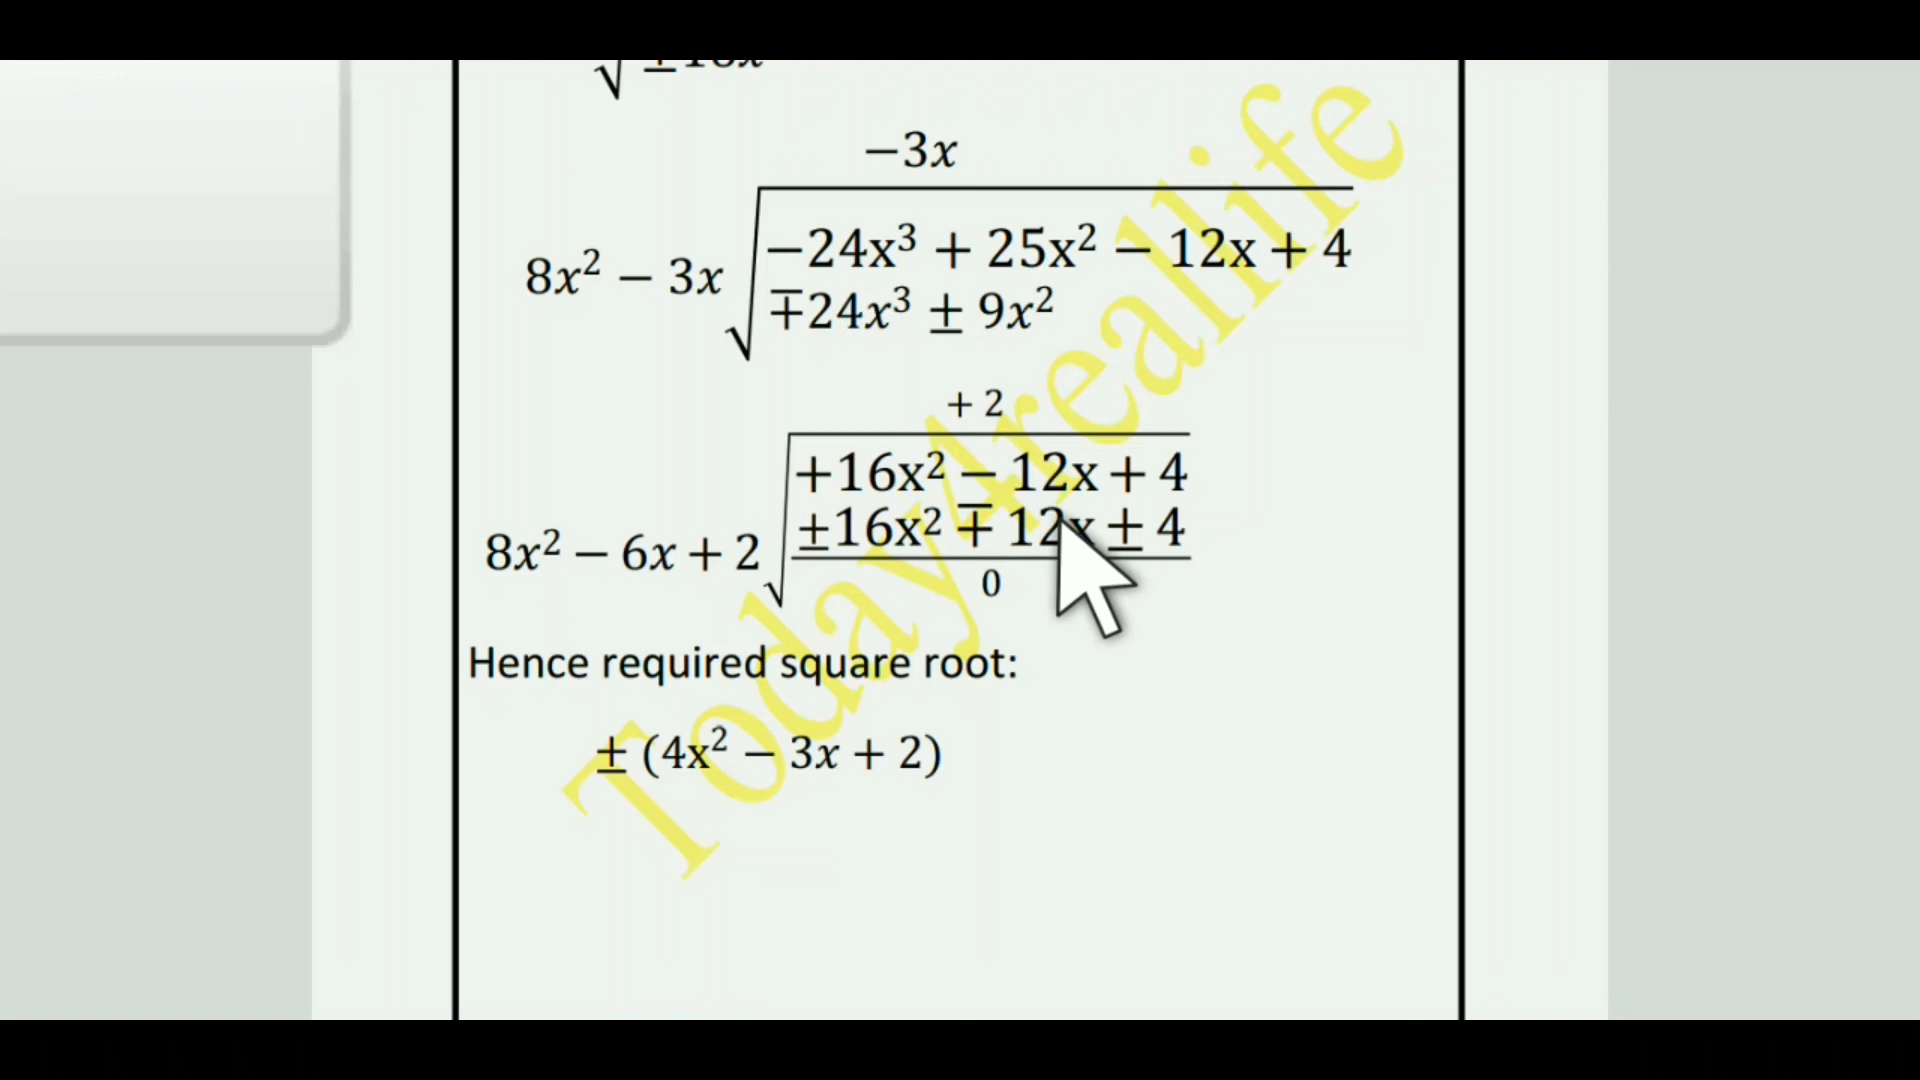 −3x
8x² − 3x √ −24x³ + 25x² − 12x + 4
∓24x³ ± 9x²
+ 2
+16x² − 12x + 4
8x² − 6x + 2 √ ±16x² ∓ 12x ± 4
0
Hence required square root:
± (4x² − 3x + 2)
Today4reallife